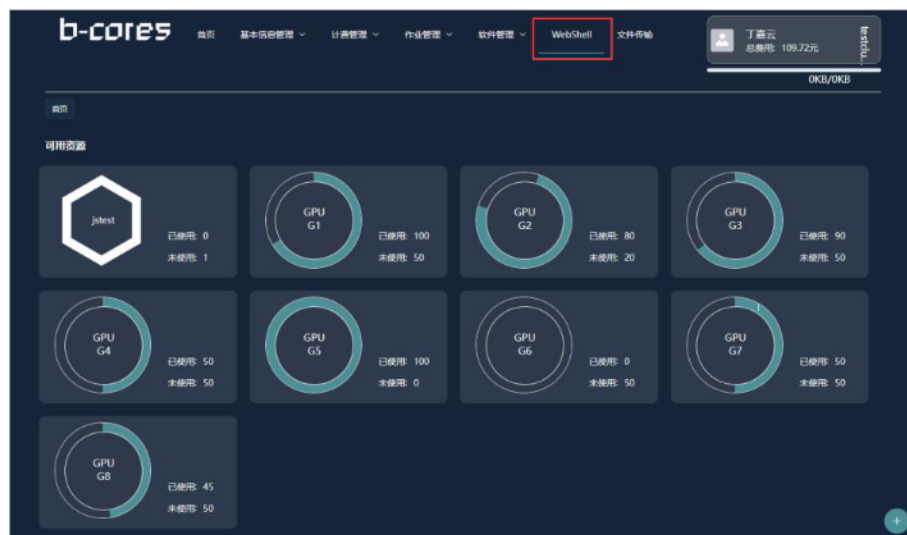 b-cores
首页 基本信息管理 计费管理 作业管理 软件管理 WebShell 文件传输
丁嘉云
总费用: 109.72元
testclu...
0KB/0KB
首页
可用资源
jstest
已使用: 0
未使用: 1
GPU
G1
已使用: 100
未使用: 50
GPU
G2
已使用: 80
未使用: 20
GPU
G3
已使用: 90
未使用: 50
GPU
G4
已使用: 50
未使用: 50
GPU
G5
已使用: 100
未使用: 0
GPU
G6
已使用: 0
未使用: 50
GPU
G7
已使用: 50
未使用: 50
GPU
G8
已使用: 45
未使用: 50
+